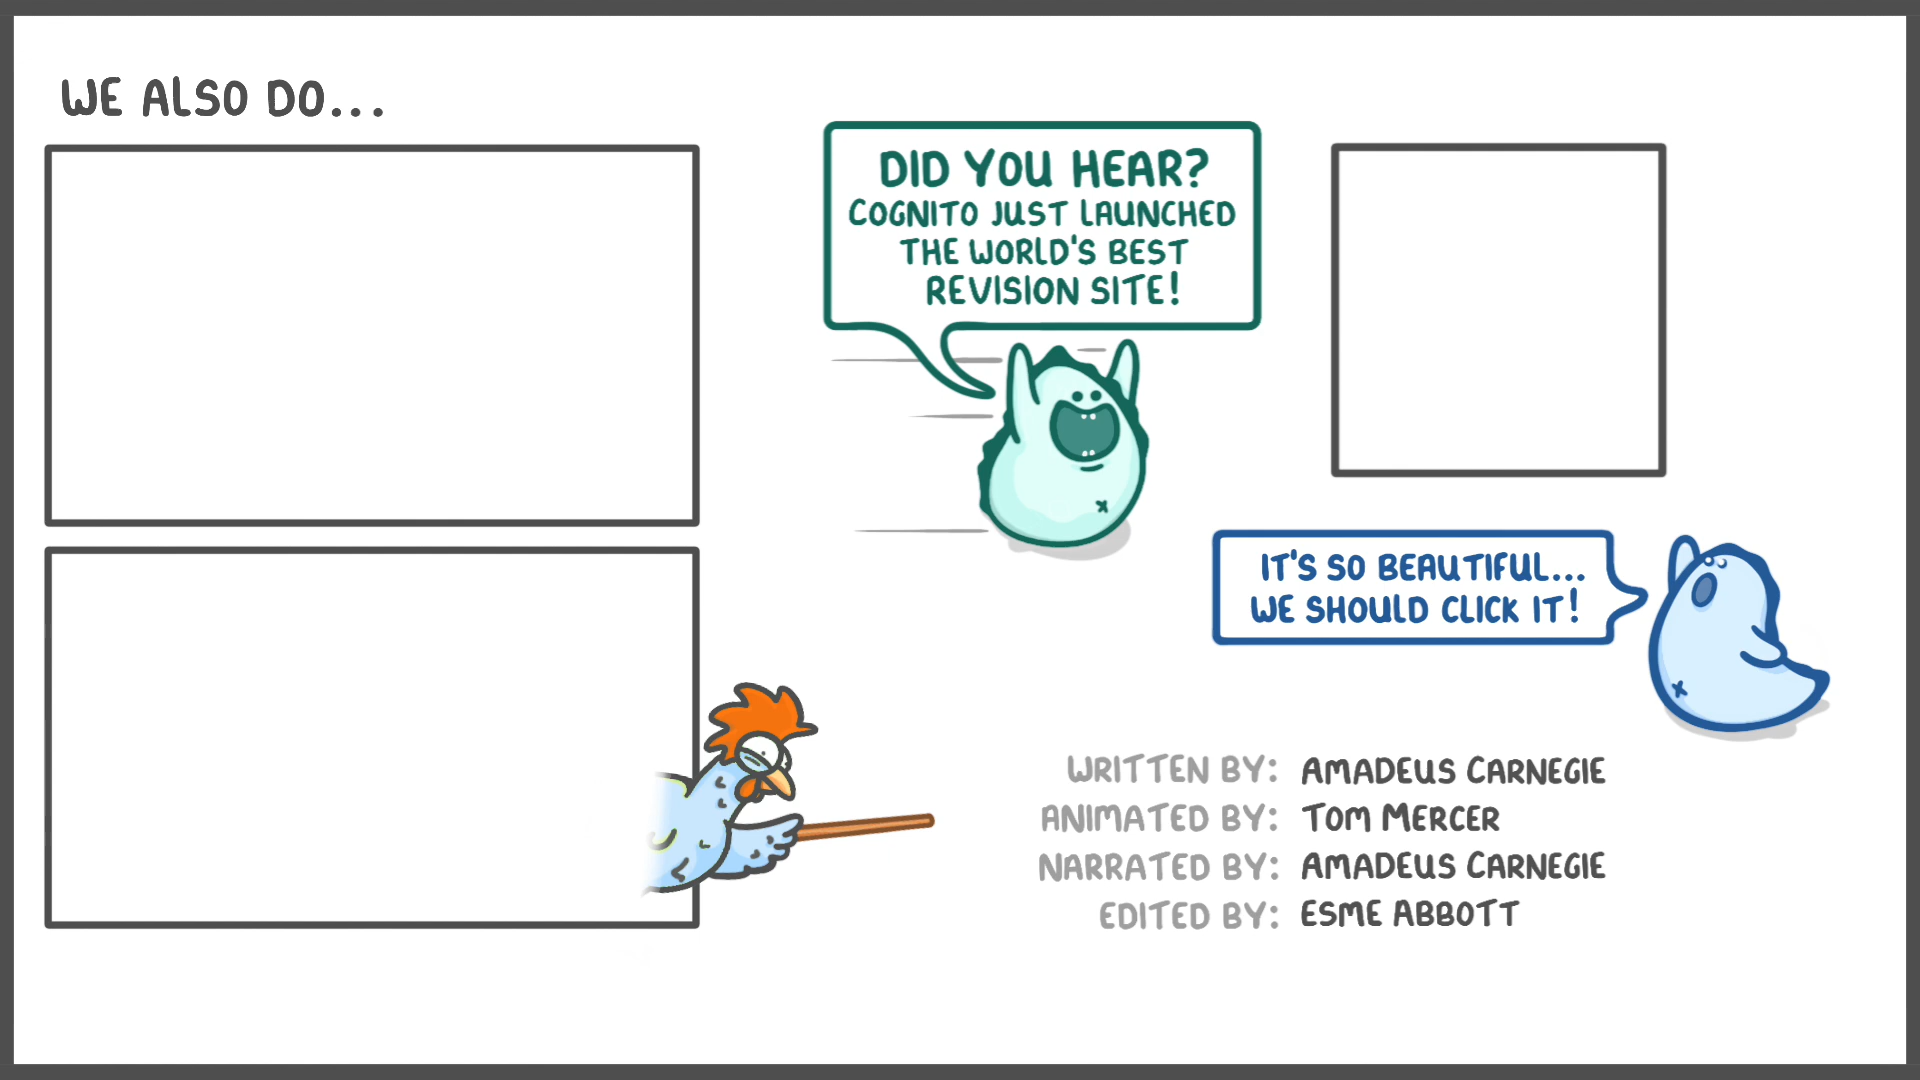 WE ALSO DO...
DID YOU HEAR?
COGNITO JUST LAUNCHED
THE WORLD'S BEST
REVISION SITE!
IT'S SO BEAUTIFUL...
WE SHOULD CLICK IT!
WRITTEN BY: AMADEUS CARNEGIE
ANIMATED BY: TOM MERCER
NARRATED BY: AMADEUS CARNEGIE
EDITED BY: ESME ABBOTT